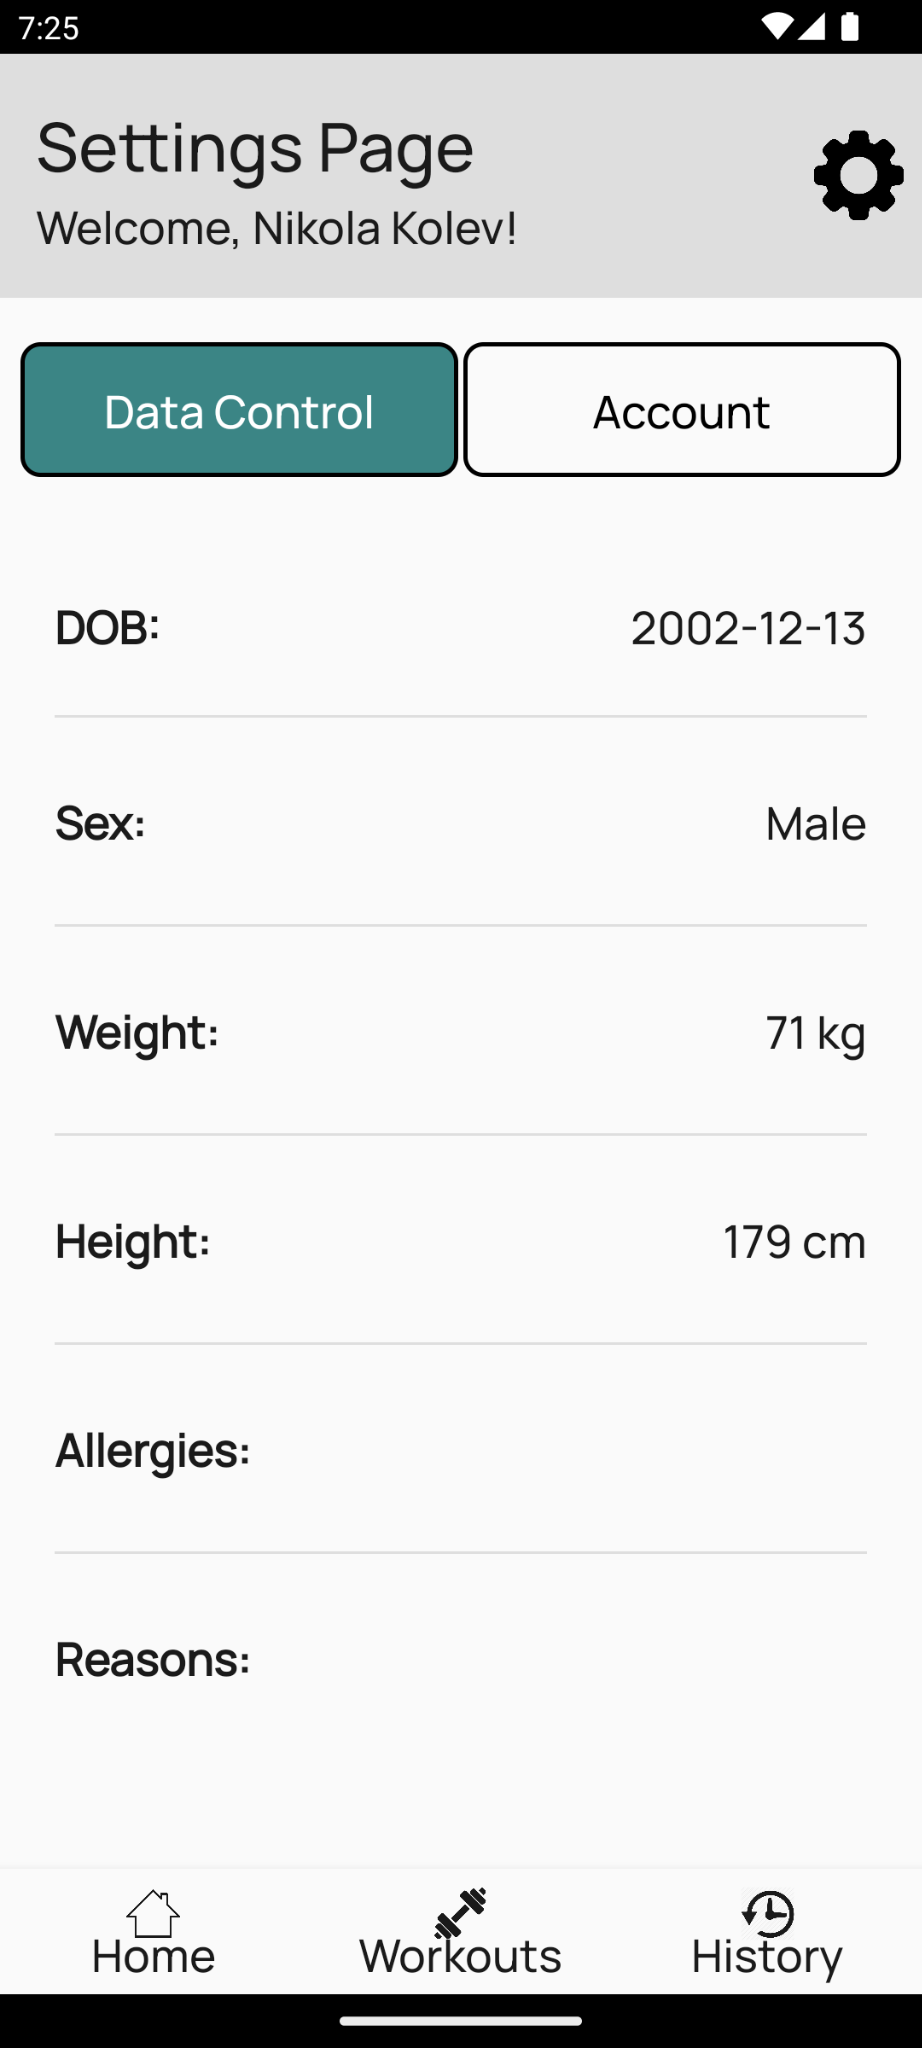 7:25
Settings Page
Welcome, Nikola Kolev!
Data Control
Account
DOB:
2002-12-13
Sex:
Male
Weight:
71 kg
Height:
179 cm
Allergies:
Reasons:
Home
Workouts
History